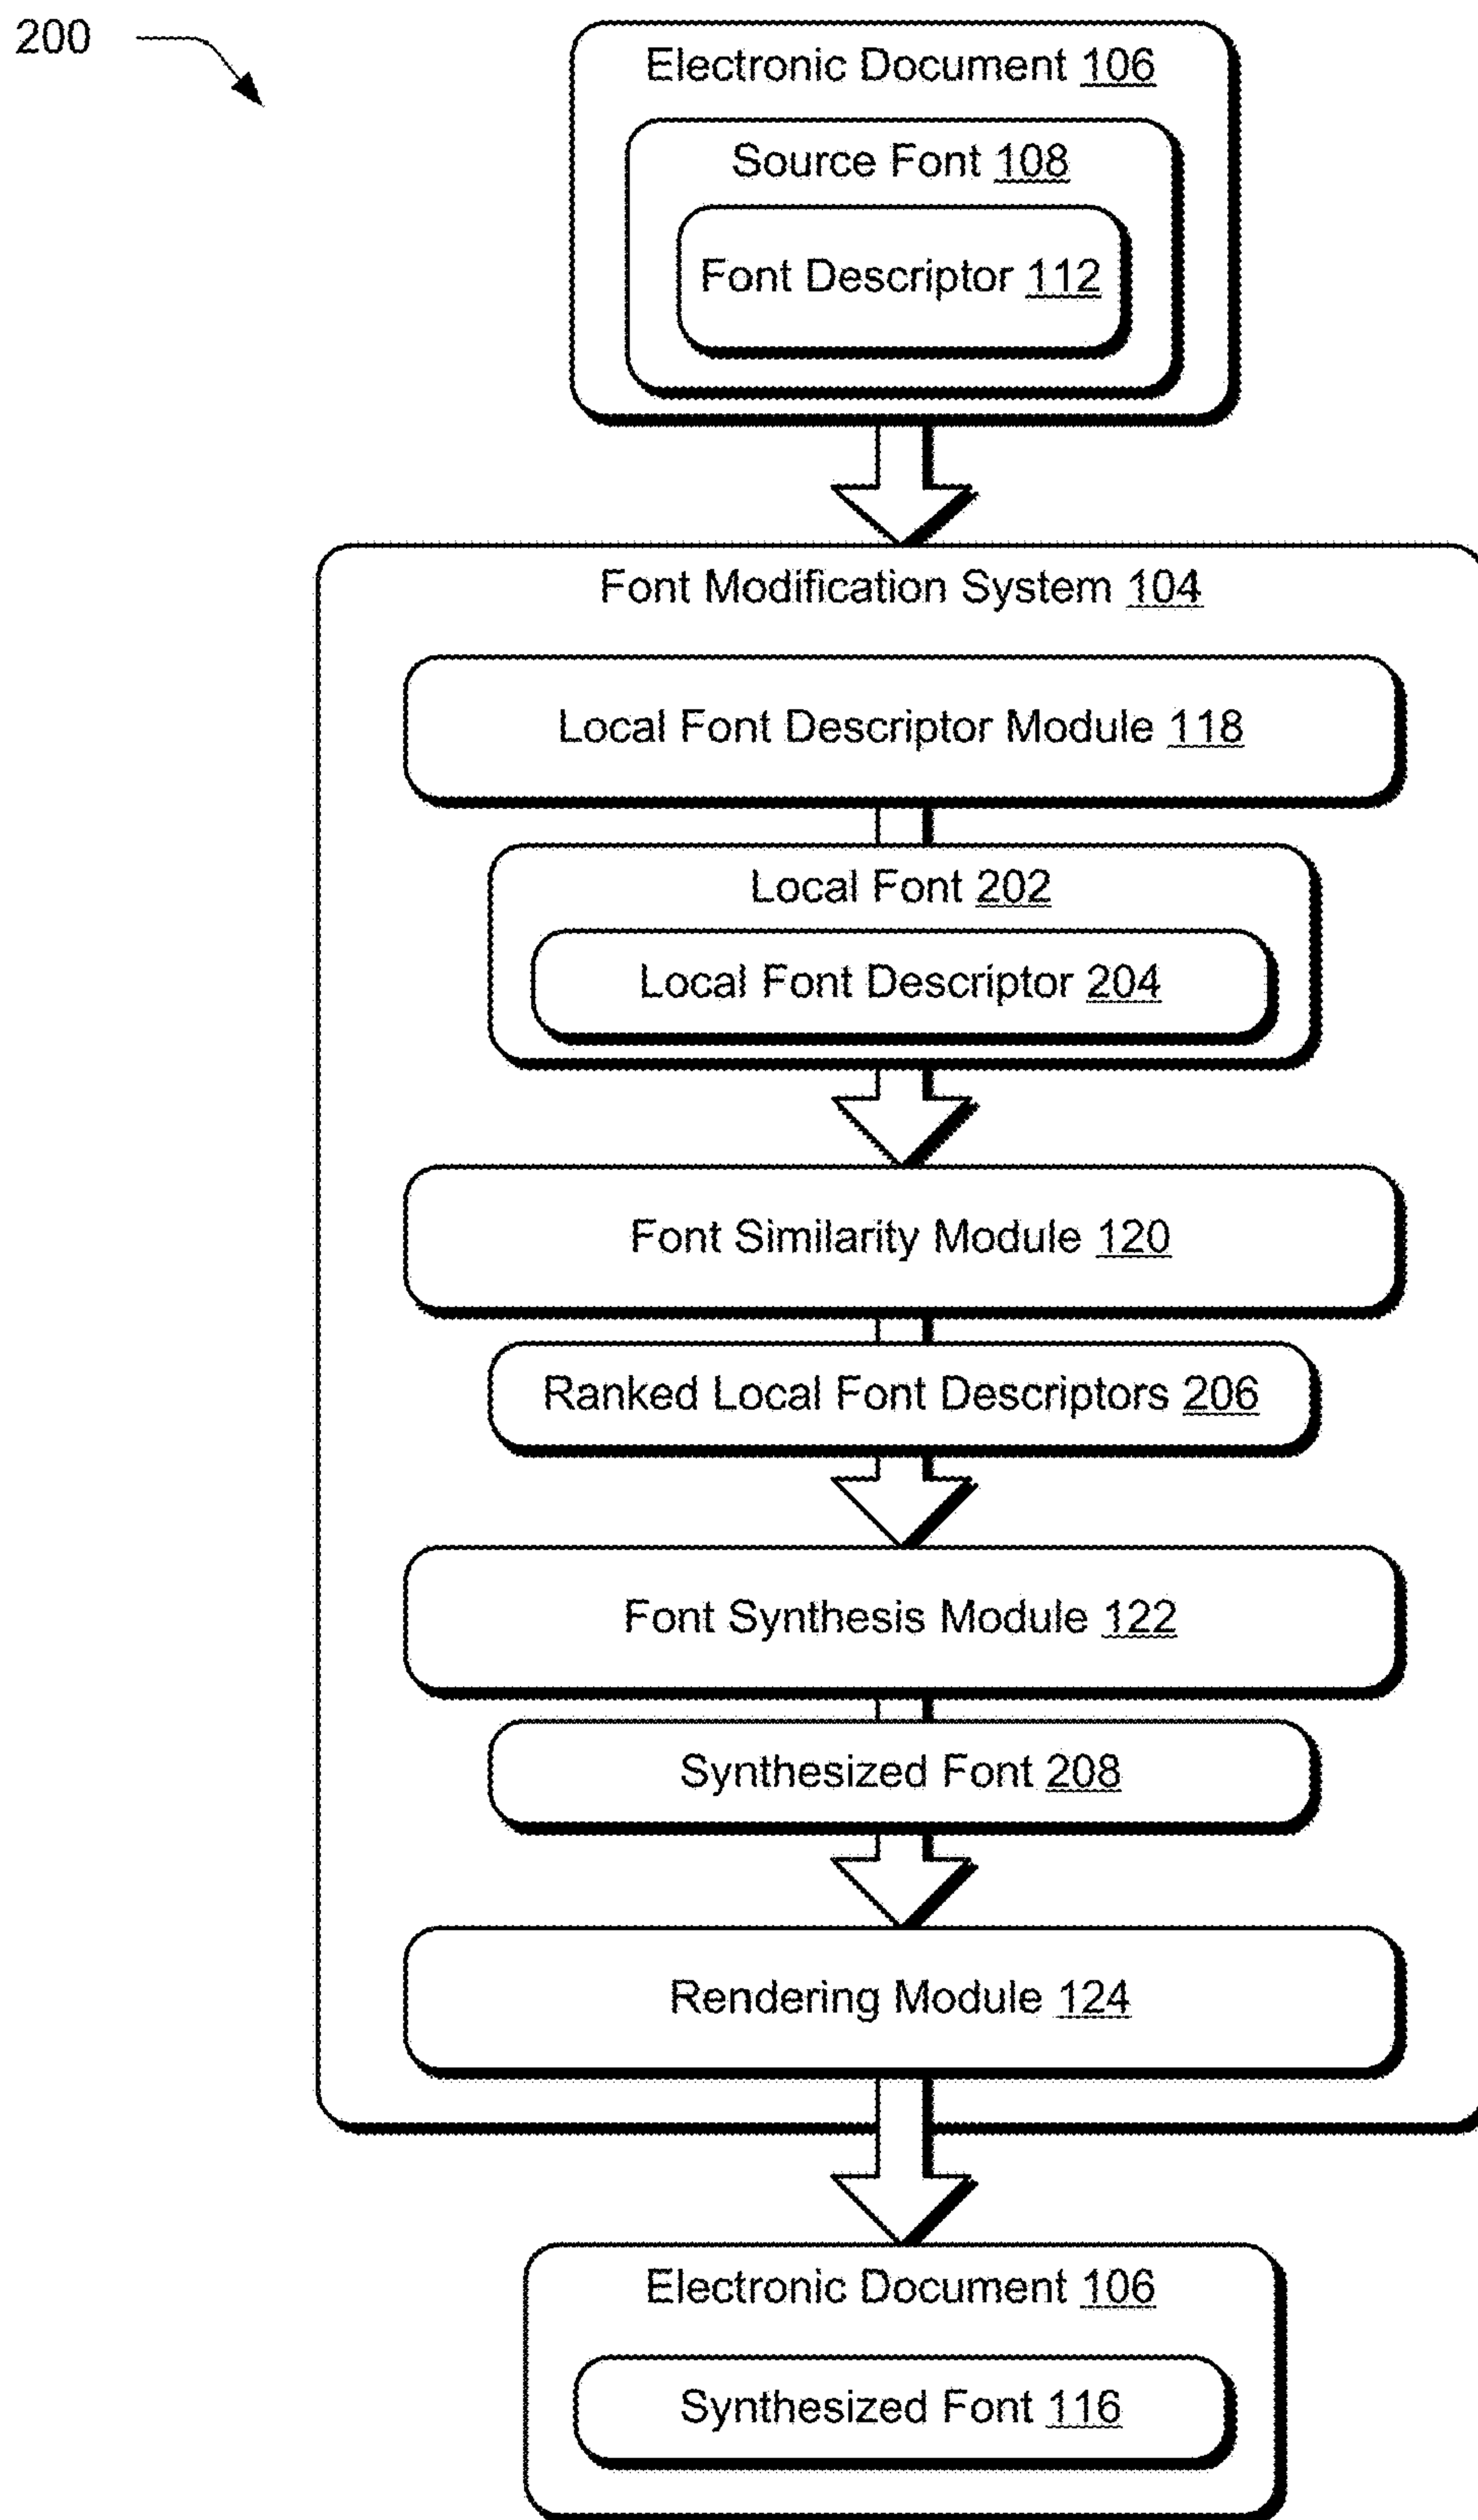 200
Electronic Document 106
Source Font 108
Font Descriptor 112
Font Modification System 104
Local Font Descriptor Module 118
Local Font 202
Local Font Descriptor 204
Font Similarity Module 120
Ranked Local Font Descriptors 206
Font Synthesis Module 122
Synthesized Font 208
Rendering Module 124
Electronic Document 106
Synthesized Font 116